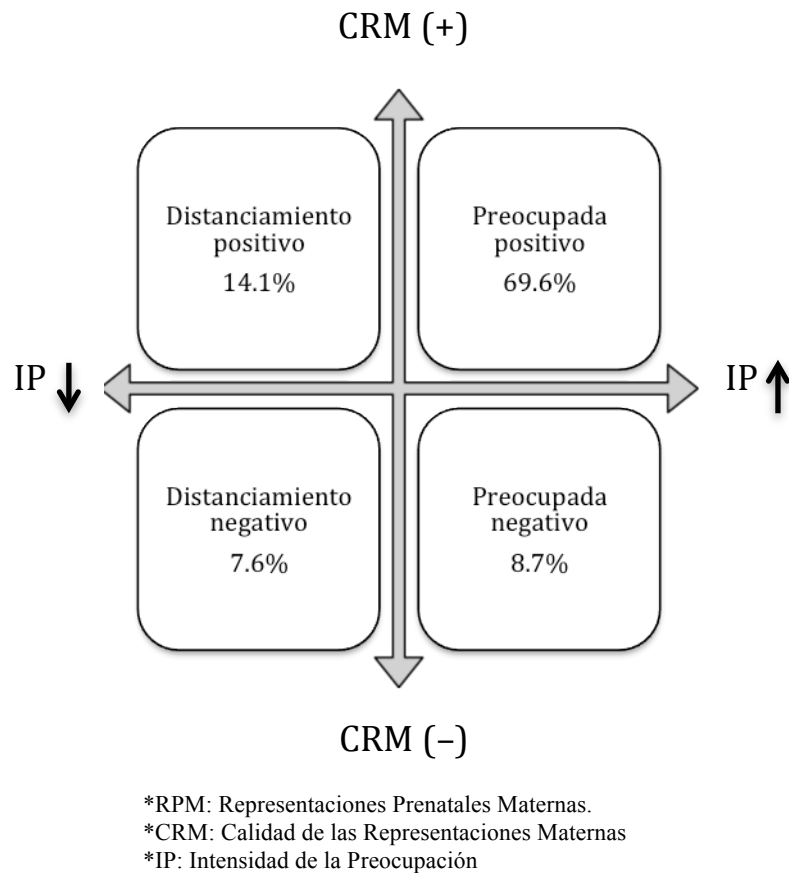 CRM (+)
Distanciamiento
positivo
14.1%
Preocupada
positivo
69.6%
IP
IP
Distanciamiento
negativo
7.6%
Preocupada
negativo
8.7%
CRM (–)
*RPM: Representaciones Prenatales Maternas.
*CRM: Calidad de las Representaciones Maternas
*IP: Intensidad de la Preocupación